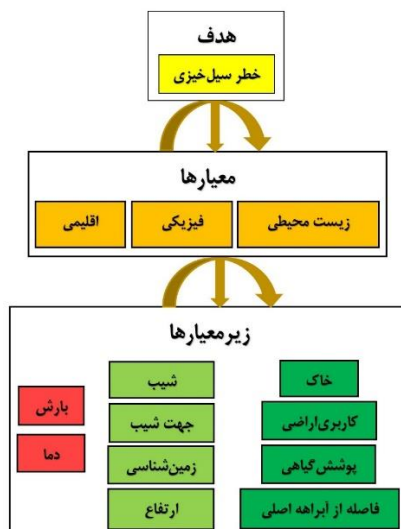 هدف
خطر سیل‌خیزی
معیارها
زیست محیطی
فیزیکی
اقلیمی
زیرمعیارها
خاک
کاربری‌اراضی
پوشش‌گیاهی
فاصله از آبراهه اصلی
شیب
جهت شیب
زمین‌شناسی
ارتفاع
بارش
دما